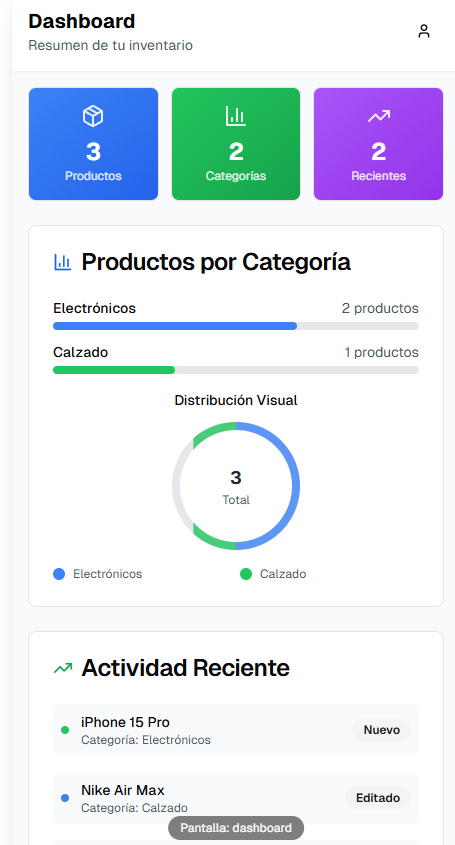 Dashboard
Resumen de tu inventario
3
Productos
2
Categorías
2
Recientes
Productos por Categoría
Electrónicos 2 productos
Calzado 1 productos
Distribución Visual
3
Total
Electrónicos Calzado
Actividad Reciente
iPhone 15 Pro
Categoría: Electrónicos
Nuevo
Nike Air Max
Categoría: Calzado
Editado
Pantalla: dashboard